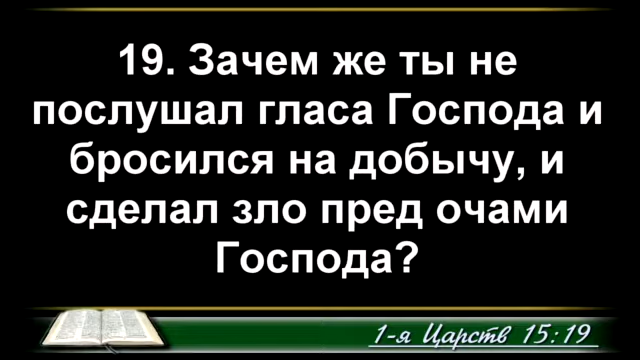 19. Зачем же ты не
послушал гласа Господа и
бросился на добычу, и
сделал зло пред очами
Господа?
1-я Царств 15:19